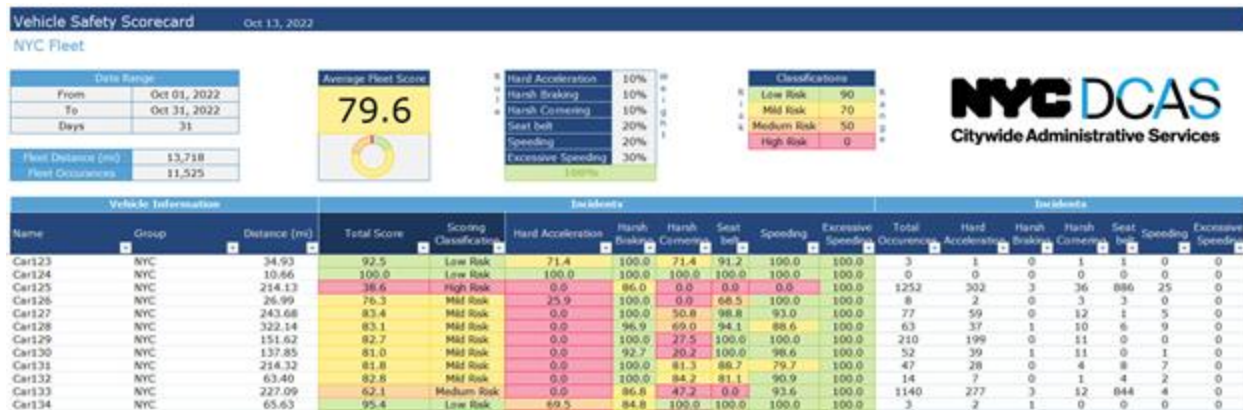 Vehicle Safety Scorecard Oct 13, 2022
NYC Fleet
Date Range
From Oct 01, 2022
To Oct 31, 2022
Days 31
Fleet Distance (mi) 13,718
Fleet Occurances 11,525
Average Fleet Score
79.6
Rule
Hard Acceleration 10%
Harsh Braking 10%
Harsh Cornering 10%
Seat belt 20%
Speeding 20%
Excessive Speeding 30%
100%
Weight
Risk
Classifications
Low Risk 90
Mild Risk 70
Medium Risk 50
High Risk 0
Range
NYC DCAS
Citywide Administrative Services
Vehicle Information Incidents Incidents
Name Group Distance (mi) Total Score Scoring Classification Hard Acceleration Harsh Braking Harsh Cornering Seat belt Speeding Excessive Speeding Total Occurences Hard Acceleration Harsh Braking Harsh Cornering Seat belt Speeding Excessive Speeding
Car123 NYC 34.93 92.5 Low Risk 71.4 100.0 71.4 91.2 100.0 100.0 3 1 0 1 1 0 0
Car124 NYC 10.66 100.0 Low Risk 100.0 100.0 100.0 100.0 100.0 100.0 0 0 0 0 0 0 0
Car125 NYC 214.13 38.6 High Risk 0.0 86.0 0.0 0.0 0.0 100.0 1252 302 3 36 886 25 0
Car126 NYC 26.99 76.3 Mild Risk 25.9 100.0 0.0 68.5 100.0 100.0 8 2 0 3 3 0 0
Car127 NYC 243.68 83.4 Mild Risk 0.0 100.0 50.8 98.8 93.0 100.0 77 59 0 12 1 5 0
Car128 NYC 322.14 83.1 Mild Risk 0.0 96.9 69.0 94.1 88.6 100.0 63 37 1 10 6 9 0
Car129 NYC 151.62 82.7 Mild Risk 0.0 100.0 27.5 100.0 100.0 100.0 210 199 0 11 0 0 0
Car130 NYC 137.85 81.0 Mild Risk 0.0 92.7 20.2 100.0 98.6 100.0 52 39 1 11 0 1 0
Car131 NYC 214.32 81.8 Mild Risk 0.0 100.0 81.3 88.7 79.7 100.0 47 28 0 4 8 7 0
Car132 NYC 63.40 82.8 Mild Risk 0.0 100.0 84.2 81.1 90.9 100.0 14 7 0 1 4 2 0
Car133 NYC 227.09 62.1 Medium Risk 0.0 86.8 47.2 0.0 93.6 100.0 1140 277 3 12 844 4 0
Car134 NYC 65.63 95.4 Low Risk 69.5 84.8 100.0 100.0 100.0 100.0 3 2 1 0 0 0 0